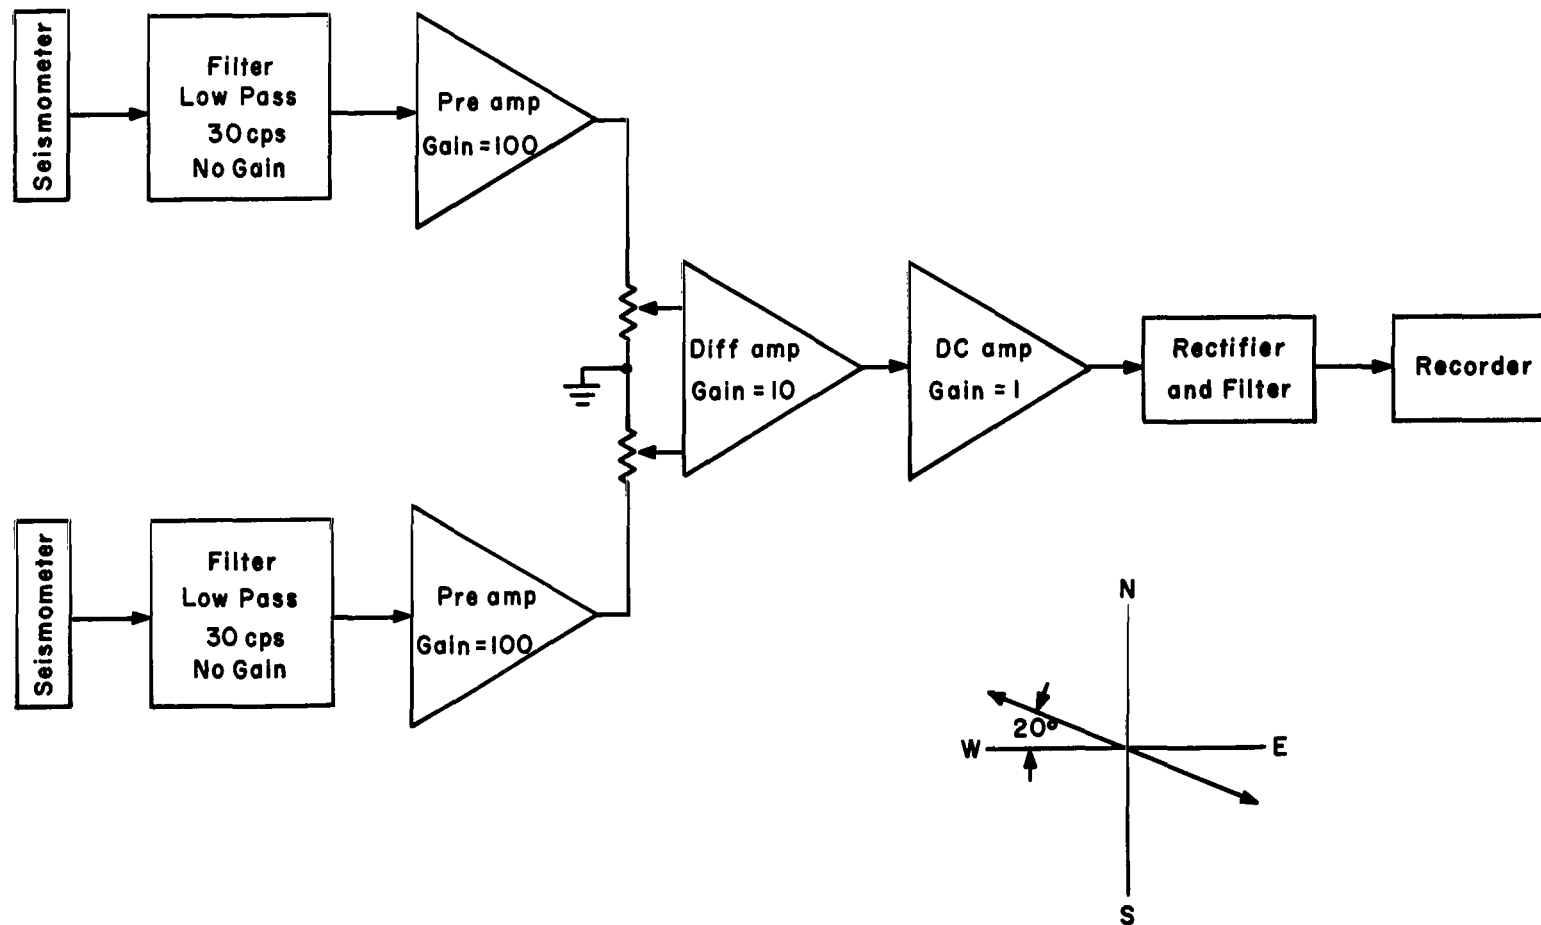 Seismometer
Filter
Low Pass
30 cps
No Gain
Pre amp
Gain = 100
Diff amp
Gain = 10
DC amp
Gain = 1
Rectifier
and Filter
Recorder
Seismometer
Filter
Low Pass
30 cps
No Gain
Pre amp
Gain = 100
N
20°
W
E
S